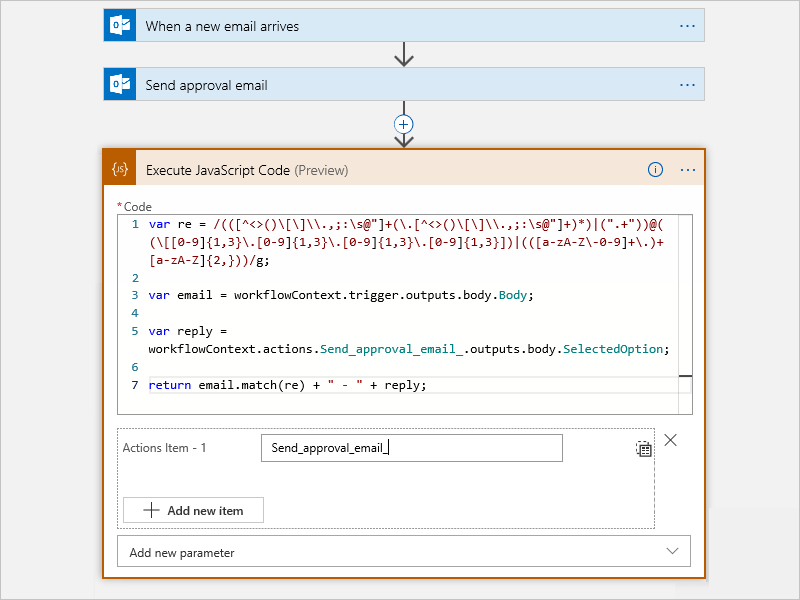 When a new email arrives
Send approval email
Execute JavaScript Code (Preview)
* Code
1 var re = /(([^<>()\[\]\\.,;:\s@"]+(\.[^<>()\[\]\\.,;:\s@"]+)*)|(".+"))@(
(\[[0-9]{1,3}\.[0-9]{1,3}\.[0-9]{1,3}\.[0-9]{1,3}])|(([a-zA-Z\-0-9]+\.)+
[a-zA-Z]{2,}))/g;
2
3 var email = workflowContext.trigger.outputs.body.Body;
4
5 var reply =
workflowContext.actions.Send_approval_email_.outputs.body.SelectedOption;
6
7 return email.match(re) + " - " + reply;
Actions Item - 1 Send_approval_email_
Add new item
Add new parameter